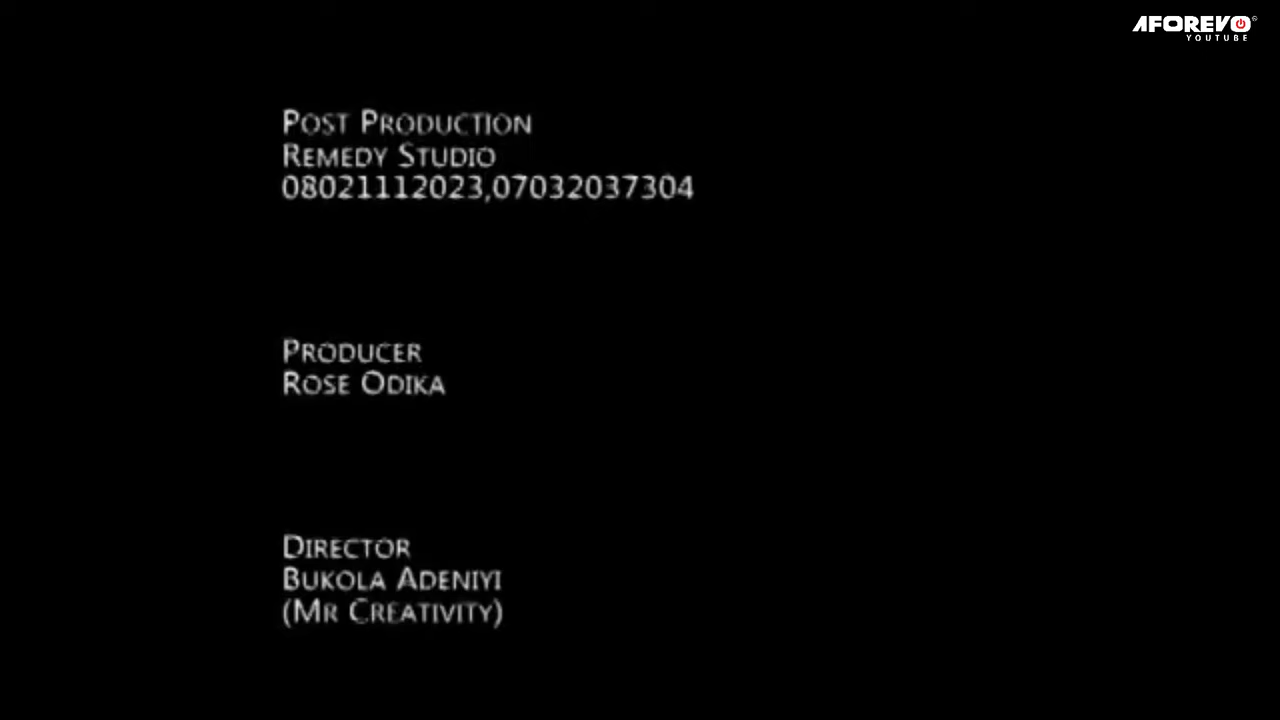 AFOREVO
YOUTUBE
Post Production
Remedy Studio
08021112023,07032037304
Producer
Rose Odika
Director
Bukola Adeniyi
(Mr Creativity)